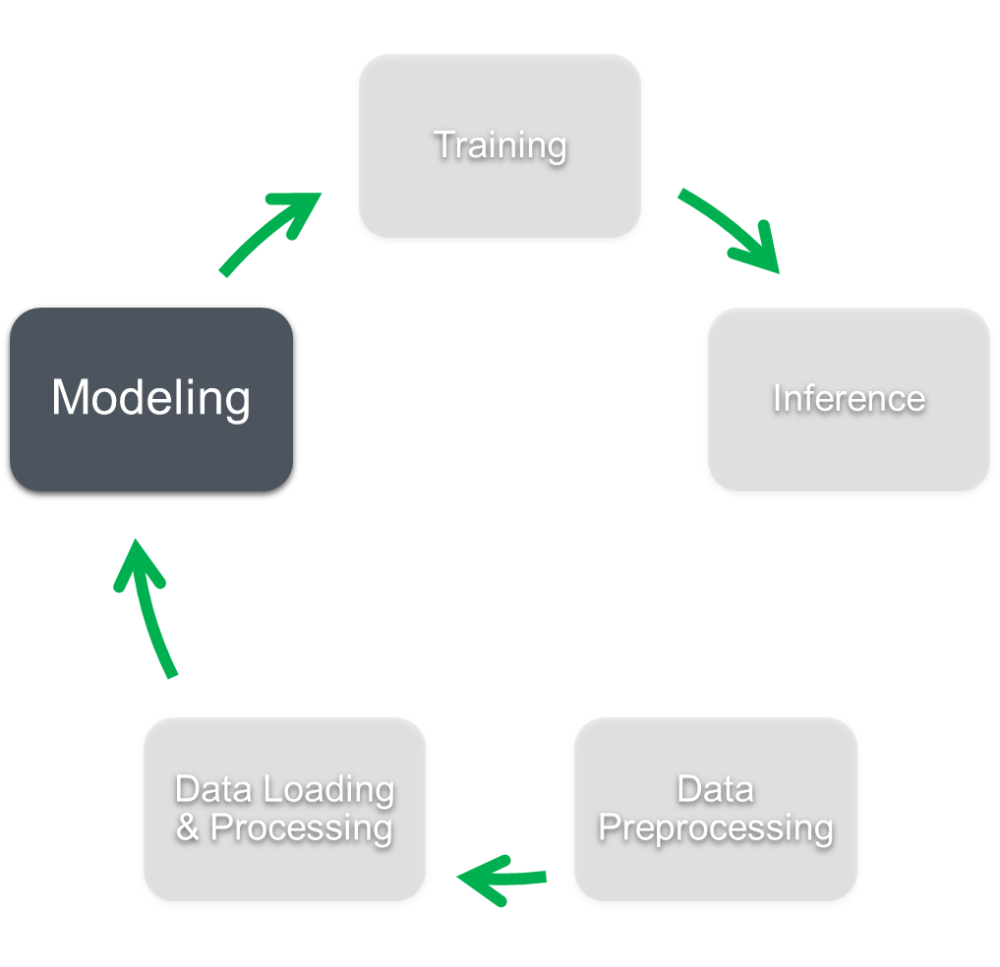 Training
Modeling
Inference
Data Loading
& Processing
Data
Preprocessing